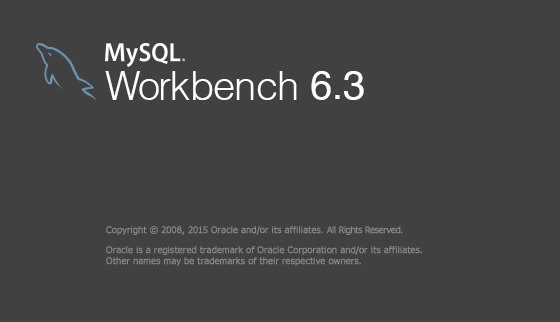 MySQL.
Workbench 6.3
Copyright © 2008, 2015 Oracle and/or its affiliates. All Rights Reserved.
Oracle is a registered trademark of Oracle Corporation and/or its affiliates.
Other names may be trademarks of their respective owners.